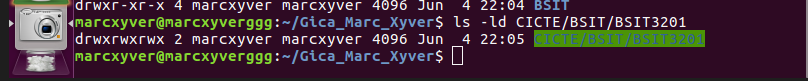 drwxr-xr-x 4 marcxyver marcxyver 4096 Jun  4 22:04 BSIT
marcxyver@marcxyverggg:~/Gica_Marc_Xyver$ ls -ld CICTE/BSIT/BSIT3201
drwxrwxrwx 2 marcxyver marcxyver 4096 Jun  4 22:05 CICTE/BSIT/BSIT3201
marcxyver@marcxyverggg:~/Gica_Marc_Xyver$